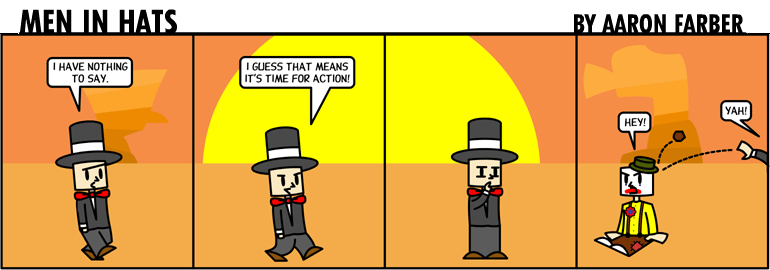 MEN IN HATS
BY AARON FARBER
I HAVE NOTHING
TO SAY.
I GUESS THAT MEANS
IT'S TIME FOR ACTION!
HEY!
YAH!